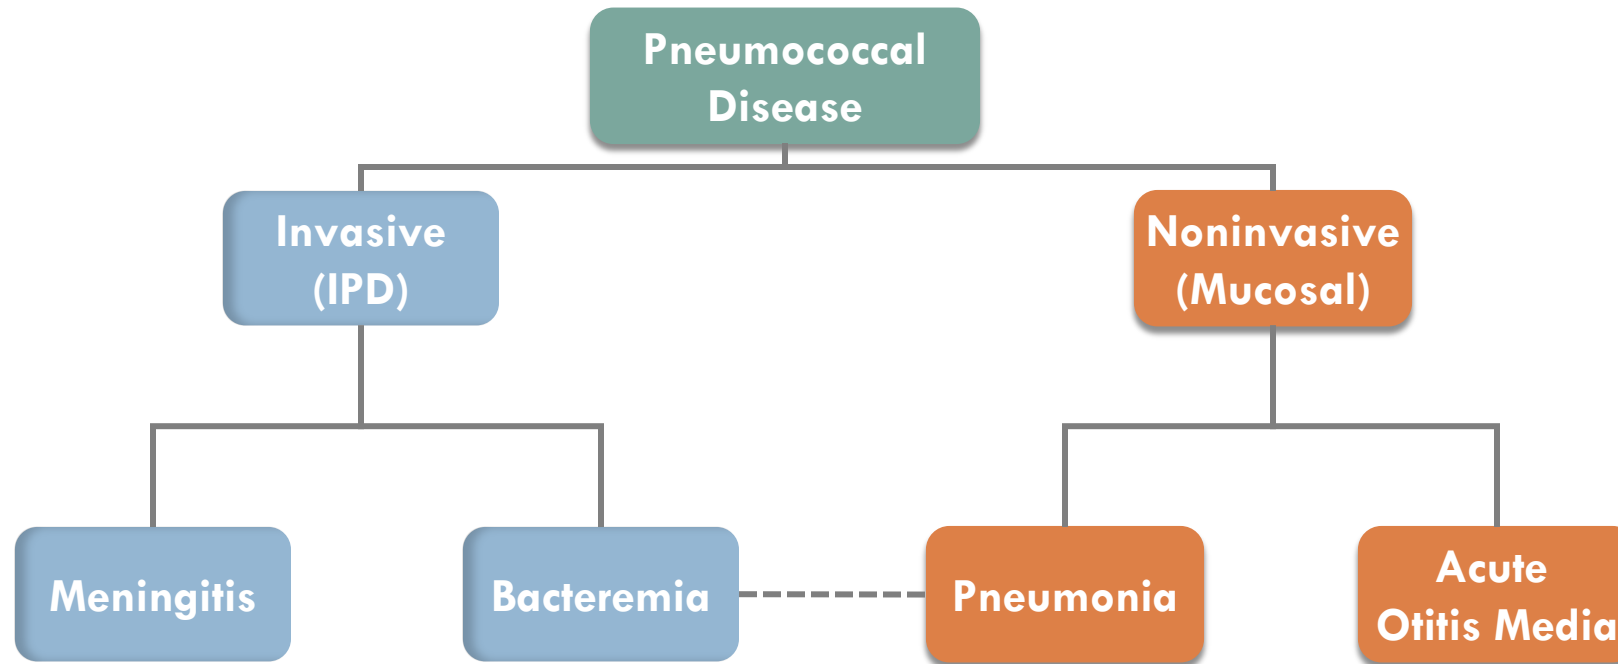 Pneumococcal
Disease
Invasive
(IPD)
Noninvasive
(Mucosal)
Meningitis
Bacteremia
Pneumonia
Acute
Otitis Media